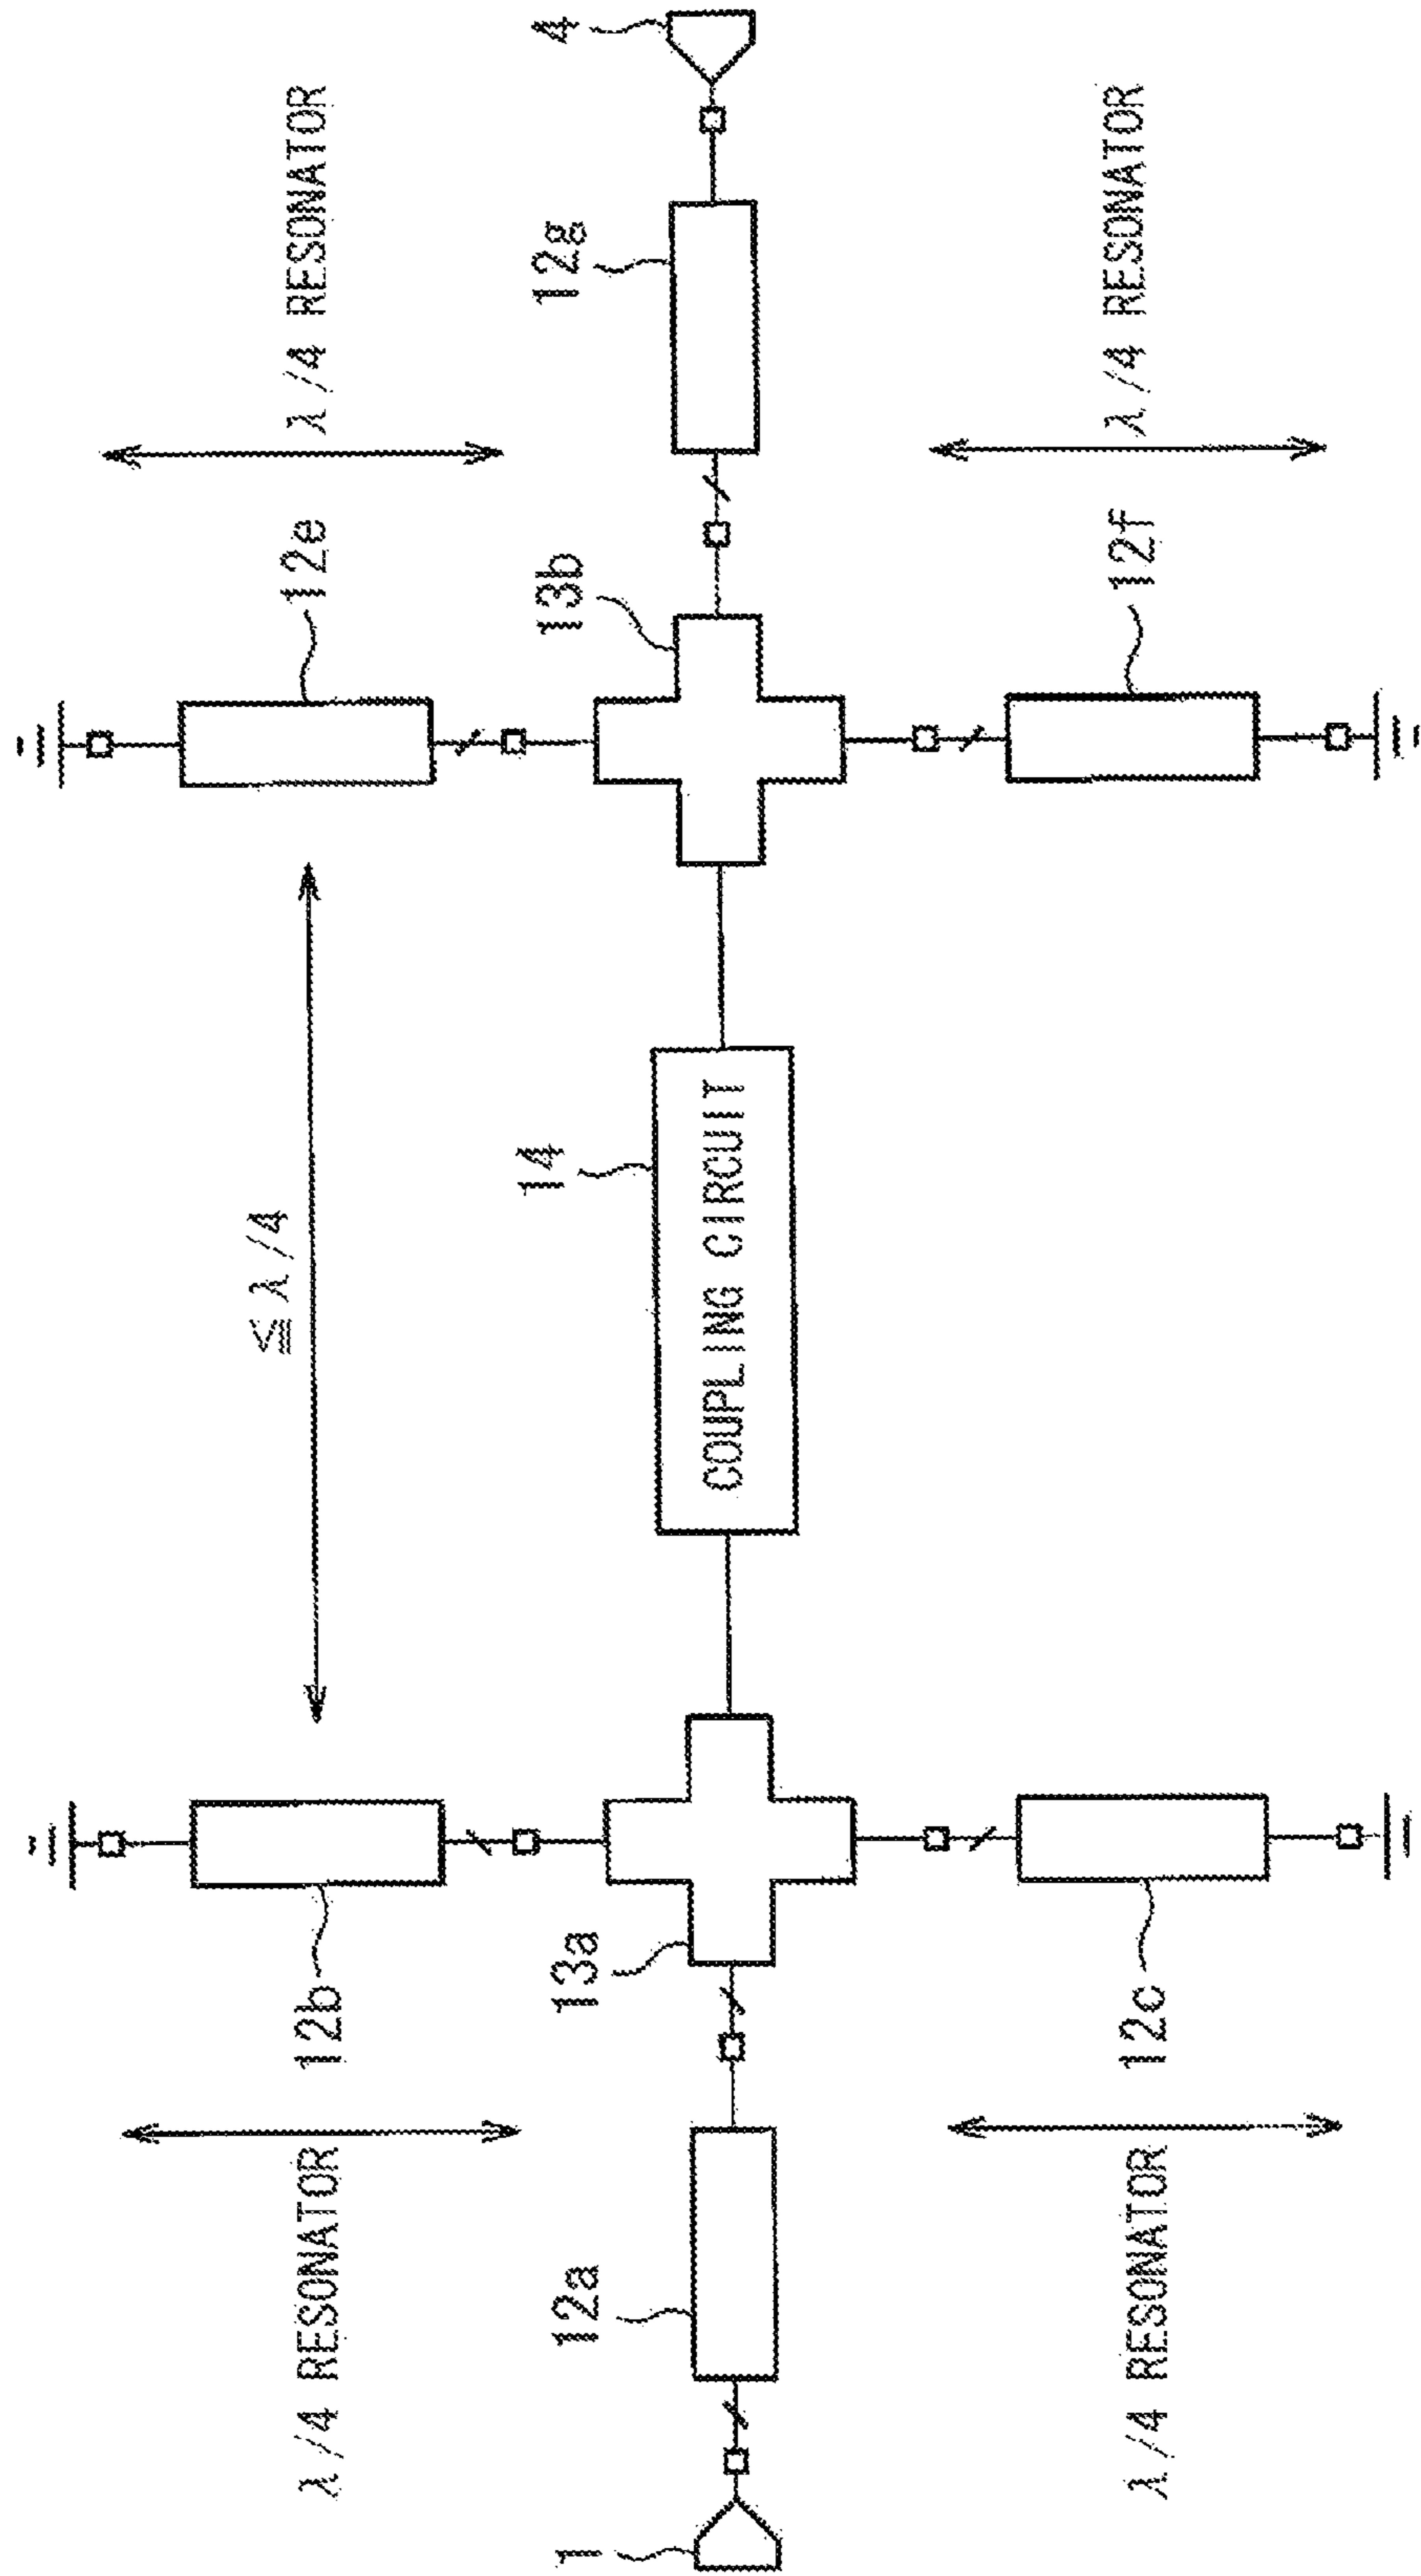 λ/4 RESONATOR
12b
≦λ/4
12e
λ/4 RESONATOR
1
12a
13a
14
13b
12g
4
COUPLING CIRCUIT
λ/4 RESONATOR
12c
12f
λ/4 RESONATOR